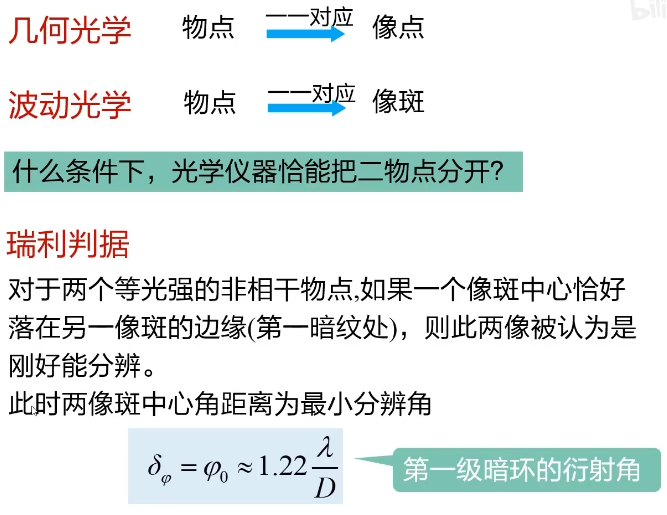 几何光学 物点 一一对应 像点
波动光学 物点 一一对应 像斑
什么条件下，光学仪器恰能把二物点分开？
瑞利判据
对于两个等光强的非相干物点,如果一个像斑中心恰好
落在另一像斑的边缘(第一暗纹处)，则此两像被认为是
刚好能分辨。
此时两像斑中心角距离为最小分辨角
δφ = φ0 ≈ 1.22 λ/D
第一级暗环的衍射角